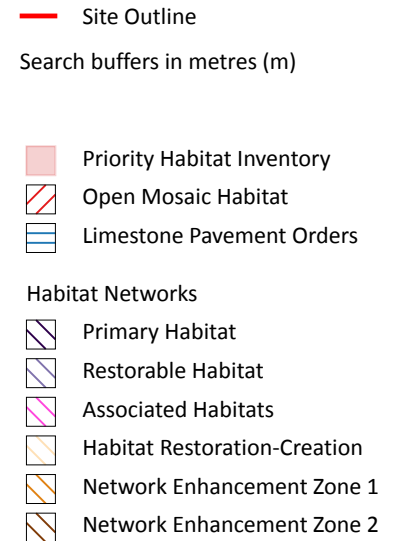 Site Outline
Search buffers in metres (m)
Priority Habitat Inventory
Open Mosaic Habitat
Limestone Pavement Orders
Habitat Networks
Primary Habitat
Restorable Habitat
Associated Habitats
Habitat Restoration-Creation
Network Enhancement Zone 1
Network Enhancement Zone 2